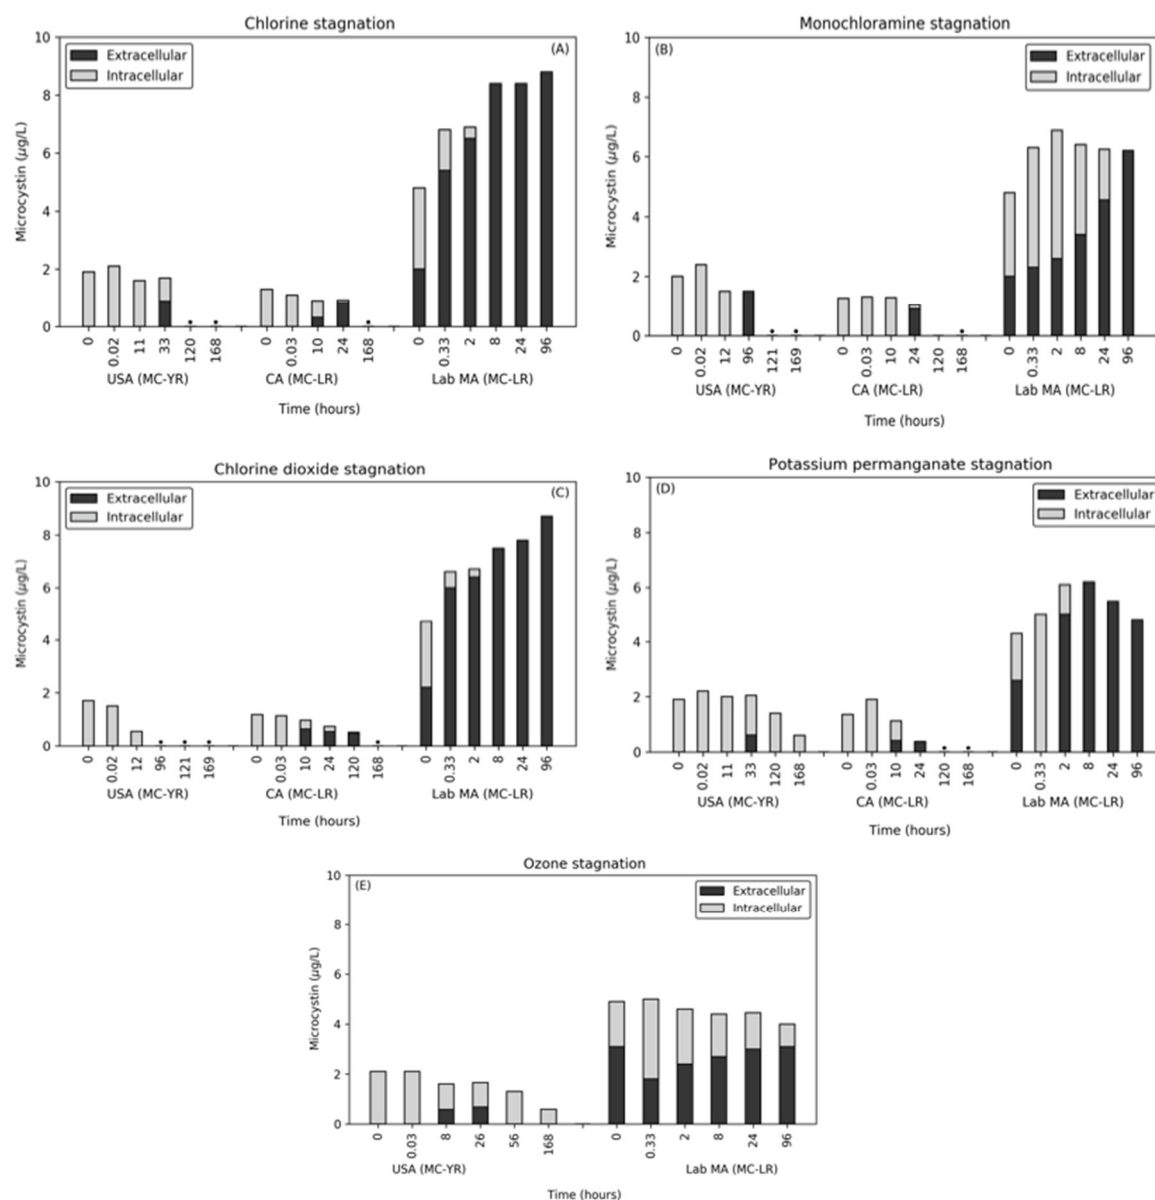 Chlorine stagnation
(A)
Extracellular
Intracellular
Microcystin (µg/L)
10
8
6
4
2
0
0 0.02 11 33 120 168 0 0.03 10 24 168 0 0.33 2 8 24 96
USA (MC-YR) CA (MC-LR) Lab MA (MC-LR)
Time (hours)
Monochloramine stagnation
(B)
Extracellular
Intracellular
Microcystin (µg/L)
10
8
6
4
2
0
0 0.02 12 96 121 169 0 0.03 10 24 120 168 0 0.33 2 8 24 96
USA (MC-YR) CA (MC-LR) Lab MA (MC-LR)
Time (hours)
Chlorine dioxide stagnation
(C)
Extracellular
Intracellular
Microcystin (µg/L)
10
8
6
4
2
0
0 0.02 12 96 121 169 0 0.03 10 24 120 168 0 0.33 2 8 24 96
USA (MC-YR) CA (MC-LR) Lab MA (MC-LR)
Time (hours)
Potassium permanganate stagnation
(D)
Extracellular
Intracellular
Microcystin (µg/L)
10
8
6
4
2
0
0 0.02 11 33 120 168 0 0.03 10 24 120 168 0 0.33 2 8 24 96
USA (MC-YR) CA (MC-LR) Lab MA (MC-LR)
Time (hours)
Ozone stagnation
(E)
Extracellular
Intracellular
Microcystin (µg/L)
10
8
6
4
2
0
0 0.03 8 26 56 168 0 0.33 2 8 24 96
USA (MC-YR) Lab MA (MC-LR)
Time (hours)